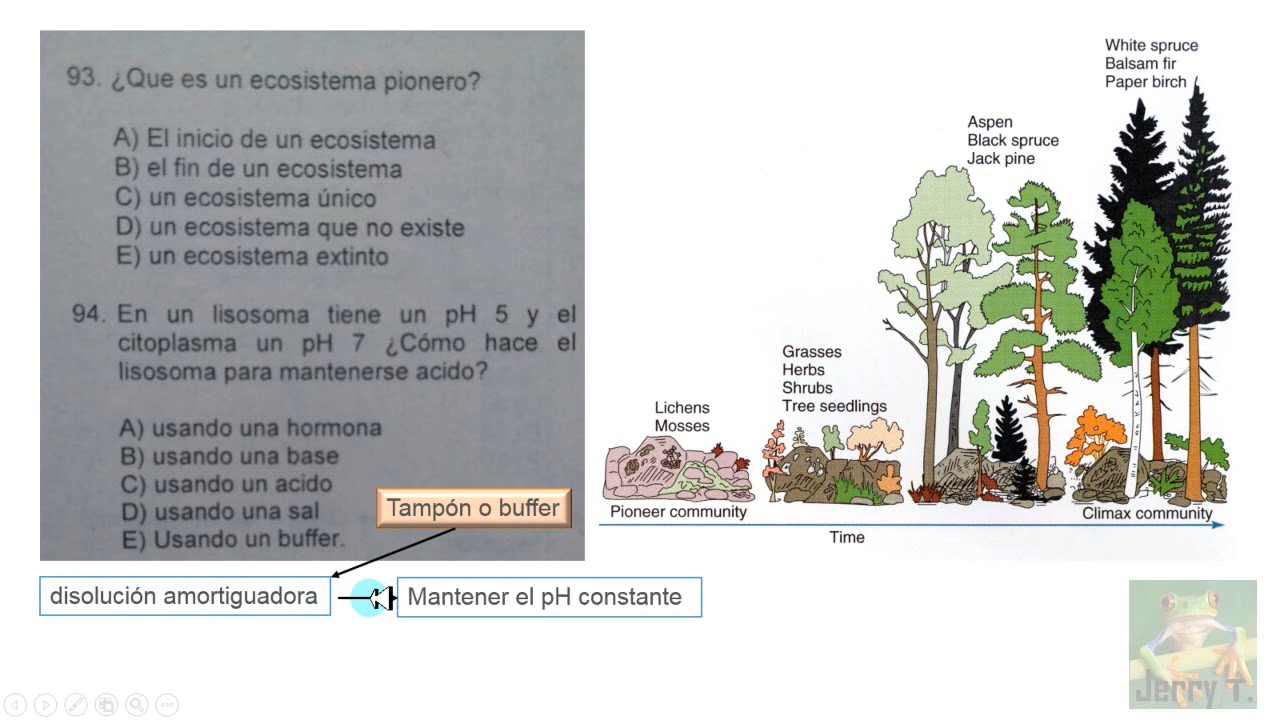 93. ¿Que es un ecosistema pionero?
A) El inicio de un ecosistema
B) el fin de un ecosistema
C) un ecosistema único
D) un ecosistema que no existe
E) un ecosistema extinto
94. En un lisosoma tiene un pH 5 y el
citoplasma un pH 7 ¿Cómo hace el
lisosoma para mantenerse acido?
A) usando una hormona
B) usando una base
C) usando un acido
D) usando una sal
E) Usando un buffer.
Tampón o buffer
disolución amortiguadora
Mantener el pH constante
White spruce
Balsam fir
Paper birch
Aspen
Black spruce
Jack pine
Grasses
Herbs
Shrubs
Tree seedlings
Lichens
Mosses
Pioneer community
Climax community
Time
Jerry T.